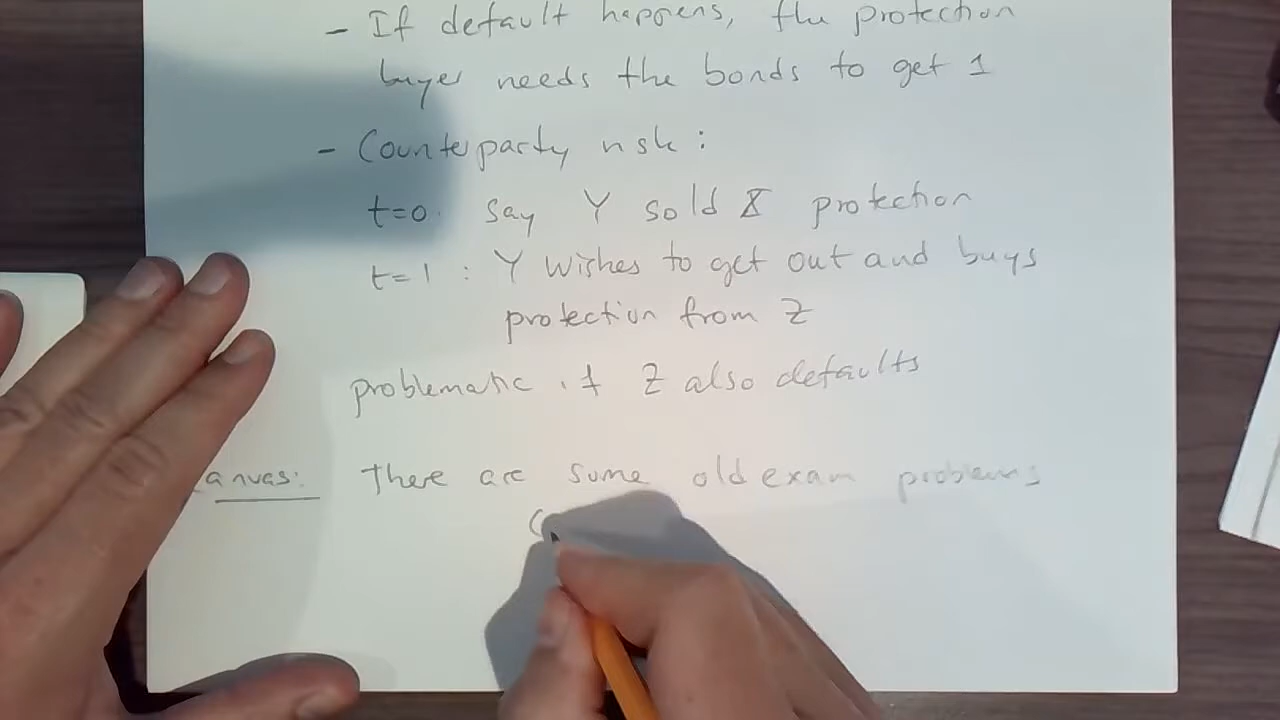 - If default happens, the protection
buyer needs the bonds to get 1
- Counterparty risk:
t=0. say Y sold X protection
t=1 : Y wishes to get out and buys
protection from Z
problematic if Z also defaults
anvas: There are some old exam problems
(